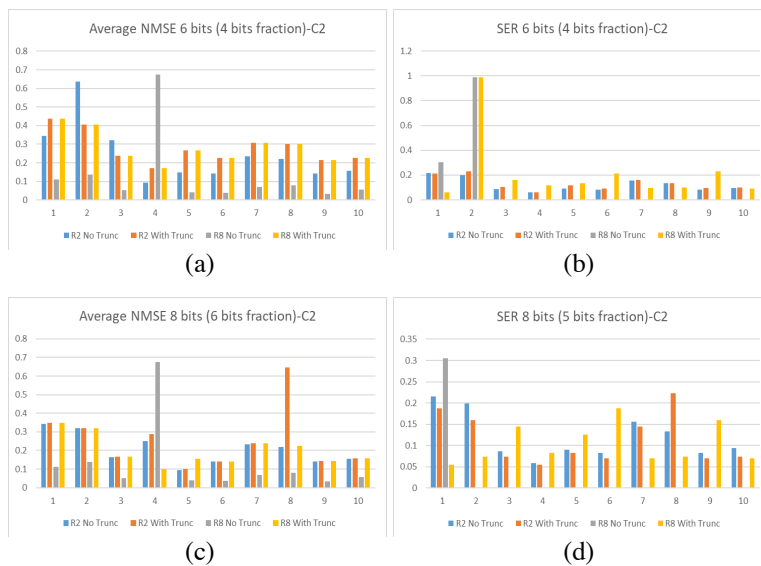 Average NMSE 6 bits (4 bits fraction)-C2
0.8
0.7
0.6
0.5
0.4
0.3
0.2
0.1
0
1 2 3 4 5 6 7 8 9 10
R2 No Trunc R2 With Trunc R8 No Trunc R8 With Trunc
(a)
SER 6 bits (4 bits fraction)-C2
1.2
1
0.8
0.6
0.4
0.2
0
1 2 3 4 5 6 7 8 9 10
R2 No Trunc R2 With Trunc R8 No Trunc R8 With Trunc
(b)
Average NMSE 8 bits (6 bits fraction)-C2
0.8
0.7
0.6
0.5
0.4
0.3
0.2
0.1
0
1 2 3 4 5 6 7 8 9 10
R2 No Trunc R2 With Trunc R8 No Trunc R8 With Trunc
(c)
SER 8 bits (5 bits fraction)-C2
0.35
0.3
0.25
0.2
0.15
0.1
0.05
0
1 2 3 4 5 6 7 8 9 10
R2 No Trunc R2 With Trunc R8 No Trunc R8 With Trunc
(d)